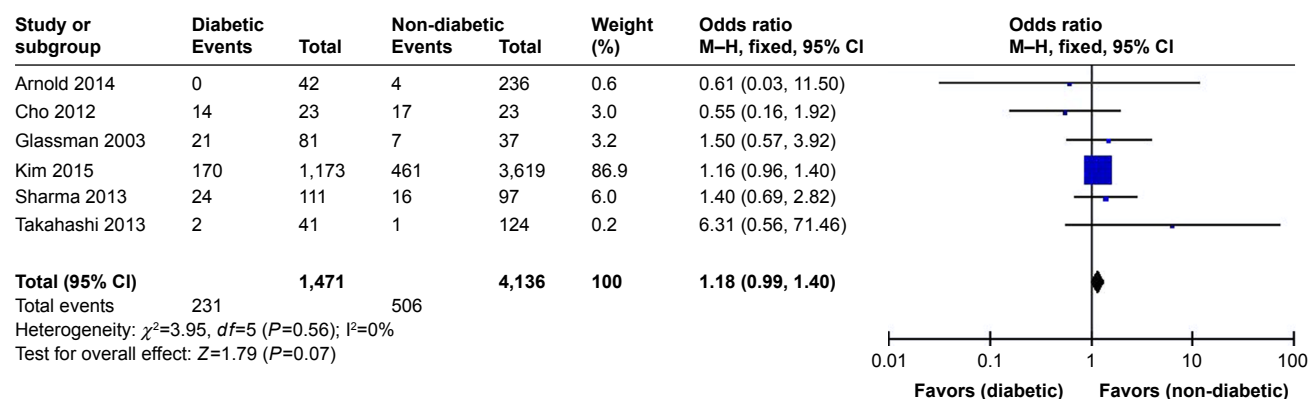 Study or subgroup Diabetic Events Total Non-diabetic Events Total Weight (%) Odds ratio M–H, fixed, 95% CI Odds ratio M–H, fixed, 95% CI
Arnold 2014 0 42 4 236 0.6 0.61 (0.03, 11.50)
Cho 2012 14 23 17 23 3.0 0.55 (0.16, 1.92)
Glassman 2003 21 81 7 37 3.2 1.50 (0.57, 3.92)
Kim 2015 170 1,173 461 3,619 86.9 1.16 (0.96, 1.40)
Sharma 2013 24 111 16 97 6.0 1.40 (0.69, 2.82)
Takahashi 2013 2 41 1 124 0.2 6.31 (0.56, 71.46)
Total (95% CI) 1,471 4,136 100 1.18 (0.99, 1.40)
Total events 231 506
Heterogeneity: χ²=3.95, df=5 (P=0.56); I²=0%
Test for overall effect: Z=1.79 (P=0.07)
0.01 0.1 1 10 100
Favors (diabetic) Favors (non-diabetic)